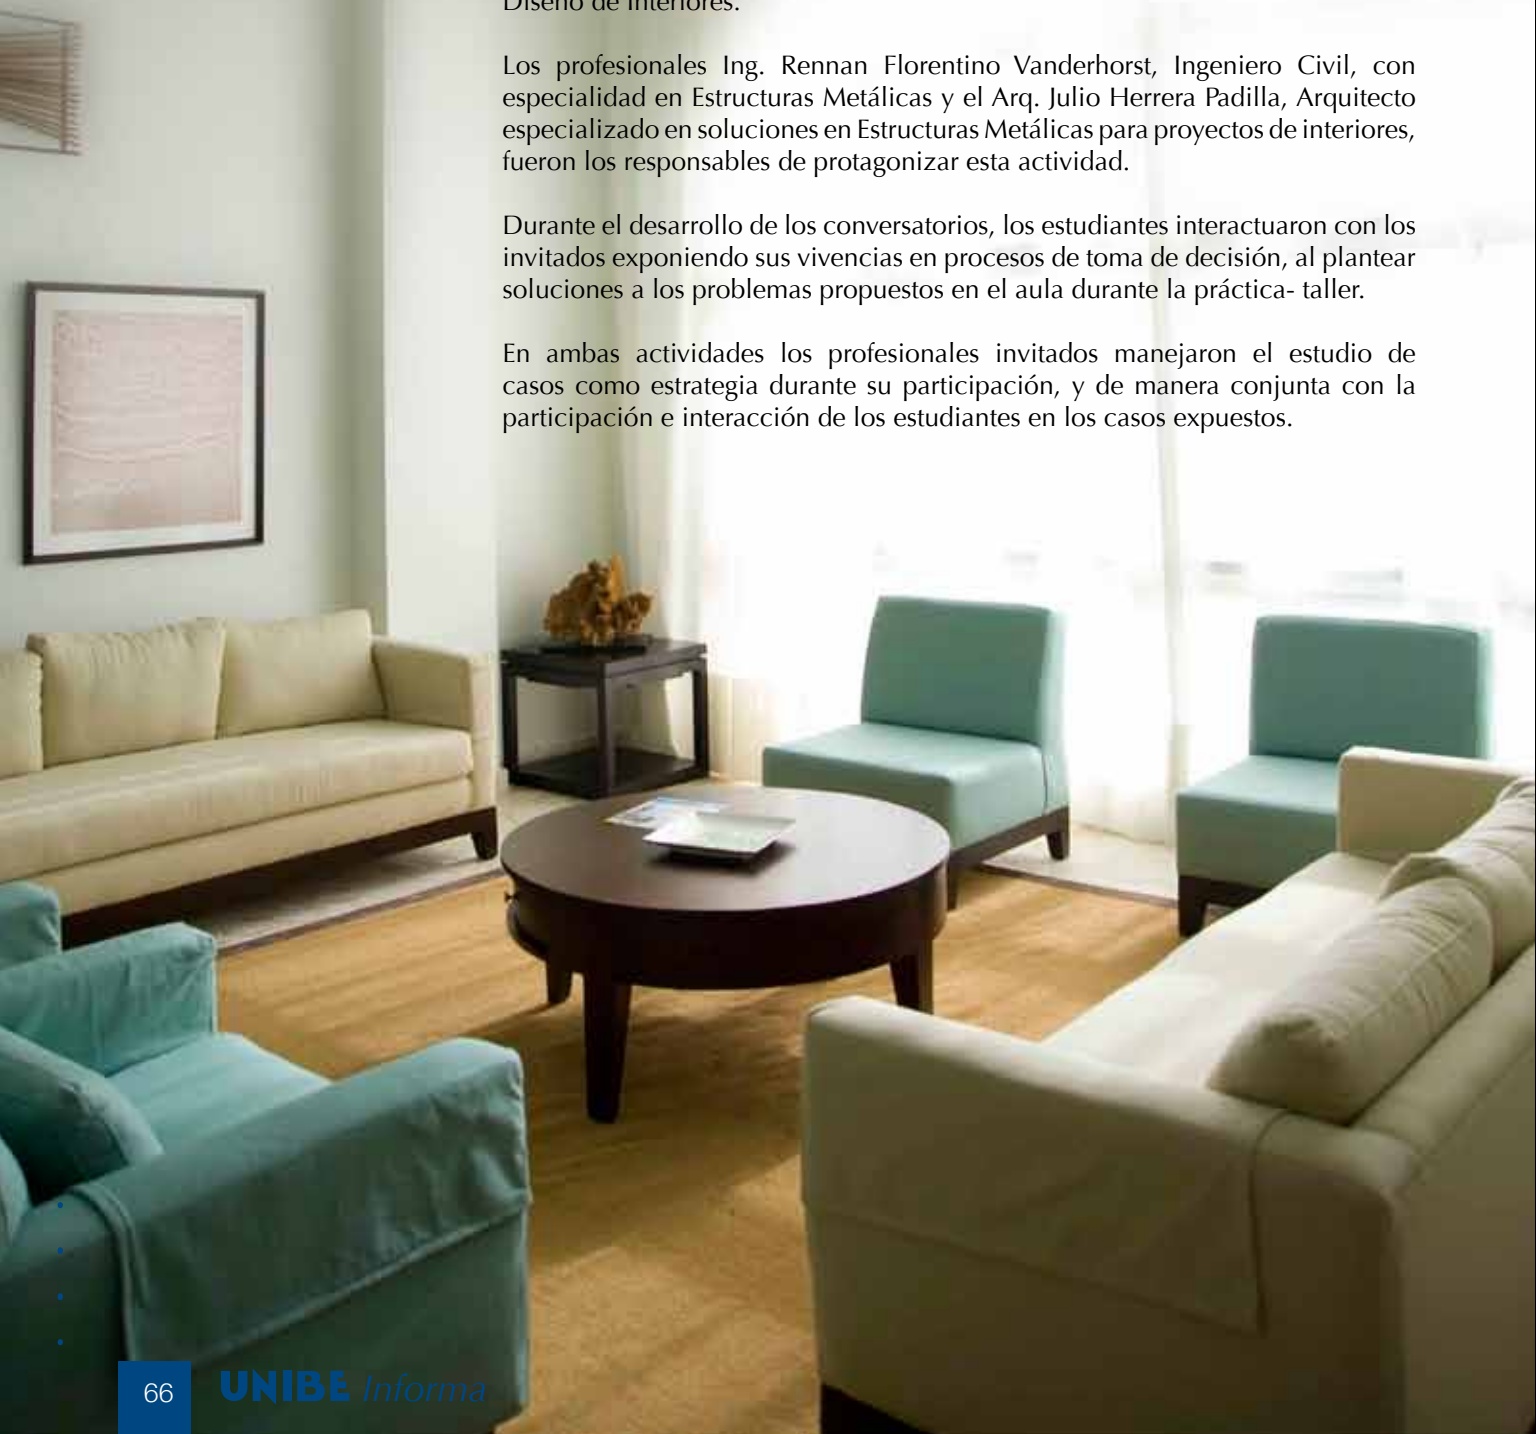 Diseño de Interiores.
Los profesionales Ing. Rennan Florentino Vanderhorst, Ingeniero Civil, con
especialidad en Estructuras Metálicas y el Arq. Julio Herrera Padilla, Arquitecto
especializado en soluciones en Estructuras Metálicas para proyectos de interiores,
fueron los responsables de protagonizar esta actividad.
Durante el desarrollo de los conversatorios, los estudiantes interactuaron con los
invitados exponiendo sus vivencias en procesos de toma de decisión, al plantear
soluciones a los problemas propuestos en el aula durante la práctica- taller.
En ambas actividades los profesionales invitados manejaron el estudio de
casos como estrategia durante su participación, y de manera conjunta con la
participación e interacción de los estudiantes en los casos expuestos.
66 UNIBE Informa